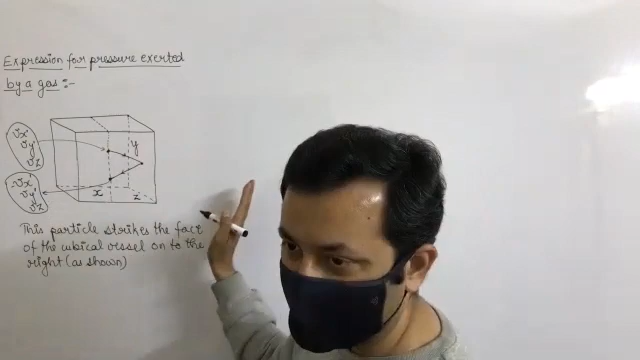 Expression for pressure exerted
by a gas:-
vx
vy
vz
y
-vx
vy
vz
x
z
This particle strikes the fact
of the cubical vessel on to the
right (as shown)